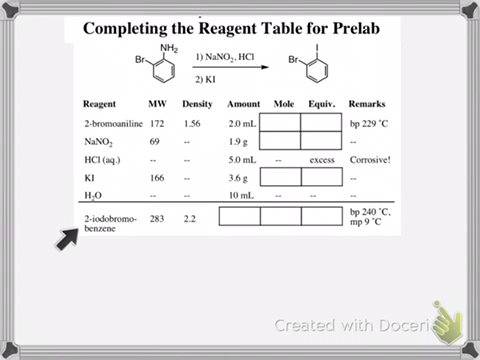 Completing the Reagent Table for Prelab
Br NH₂ 1) NaNO₂, HCl Br I
2) KI
Reagent MW Density Amount Mole Equiv. Remarks
2-bromoaniline 172 1.56 2.0 mL bp 229 ˚C
NaNO₂ 69 -- 1.9 g --
HCl (aq.) -- -- 5.0 mL -- excess Corrosive!
KI 166 -- 3.6 g --
H₂O -- -- 10 mL -- -- --
2-iodobromo- 283 2.2 bp 240 ˚C,
benzene mp 9 ˚C
Created with Doceri